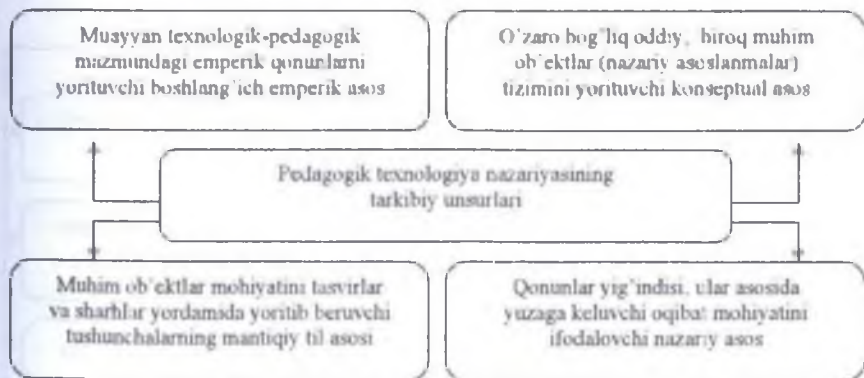 Muayyan texnologik-pedagogik
mazmundagi emperik qonunlarni
yorituvchi boshlang'ich emperik asos
O'zaro bog'liq oddiy, biroq muhim
ob'ektlar (nazariy asoslanmalar)
tizimini yorituvchi konseptual asos
Pedagogik texnologiya nazariyasining
tarkibiy unsurlari
Muhim ob'ektlar mohiyatini tasvirlar
va sharhlar yordamida yoritib beruvchi
tushunchalarning mantiqiy til asosi
Qonunlar yig'indisi, ular asosida
yuzaga keluvchi oqibat mohiyatini
ifodalovchi nazariy asos